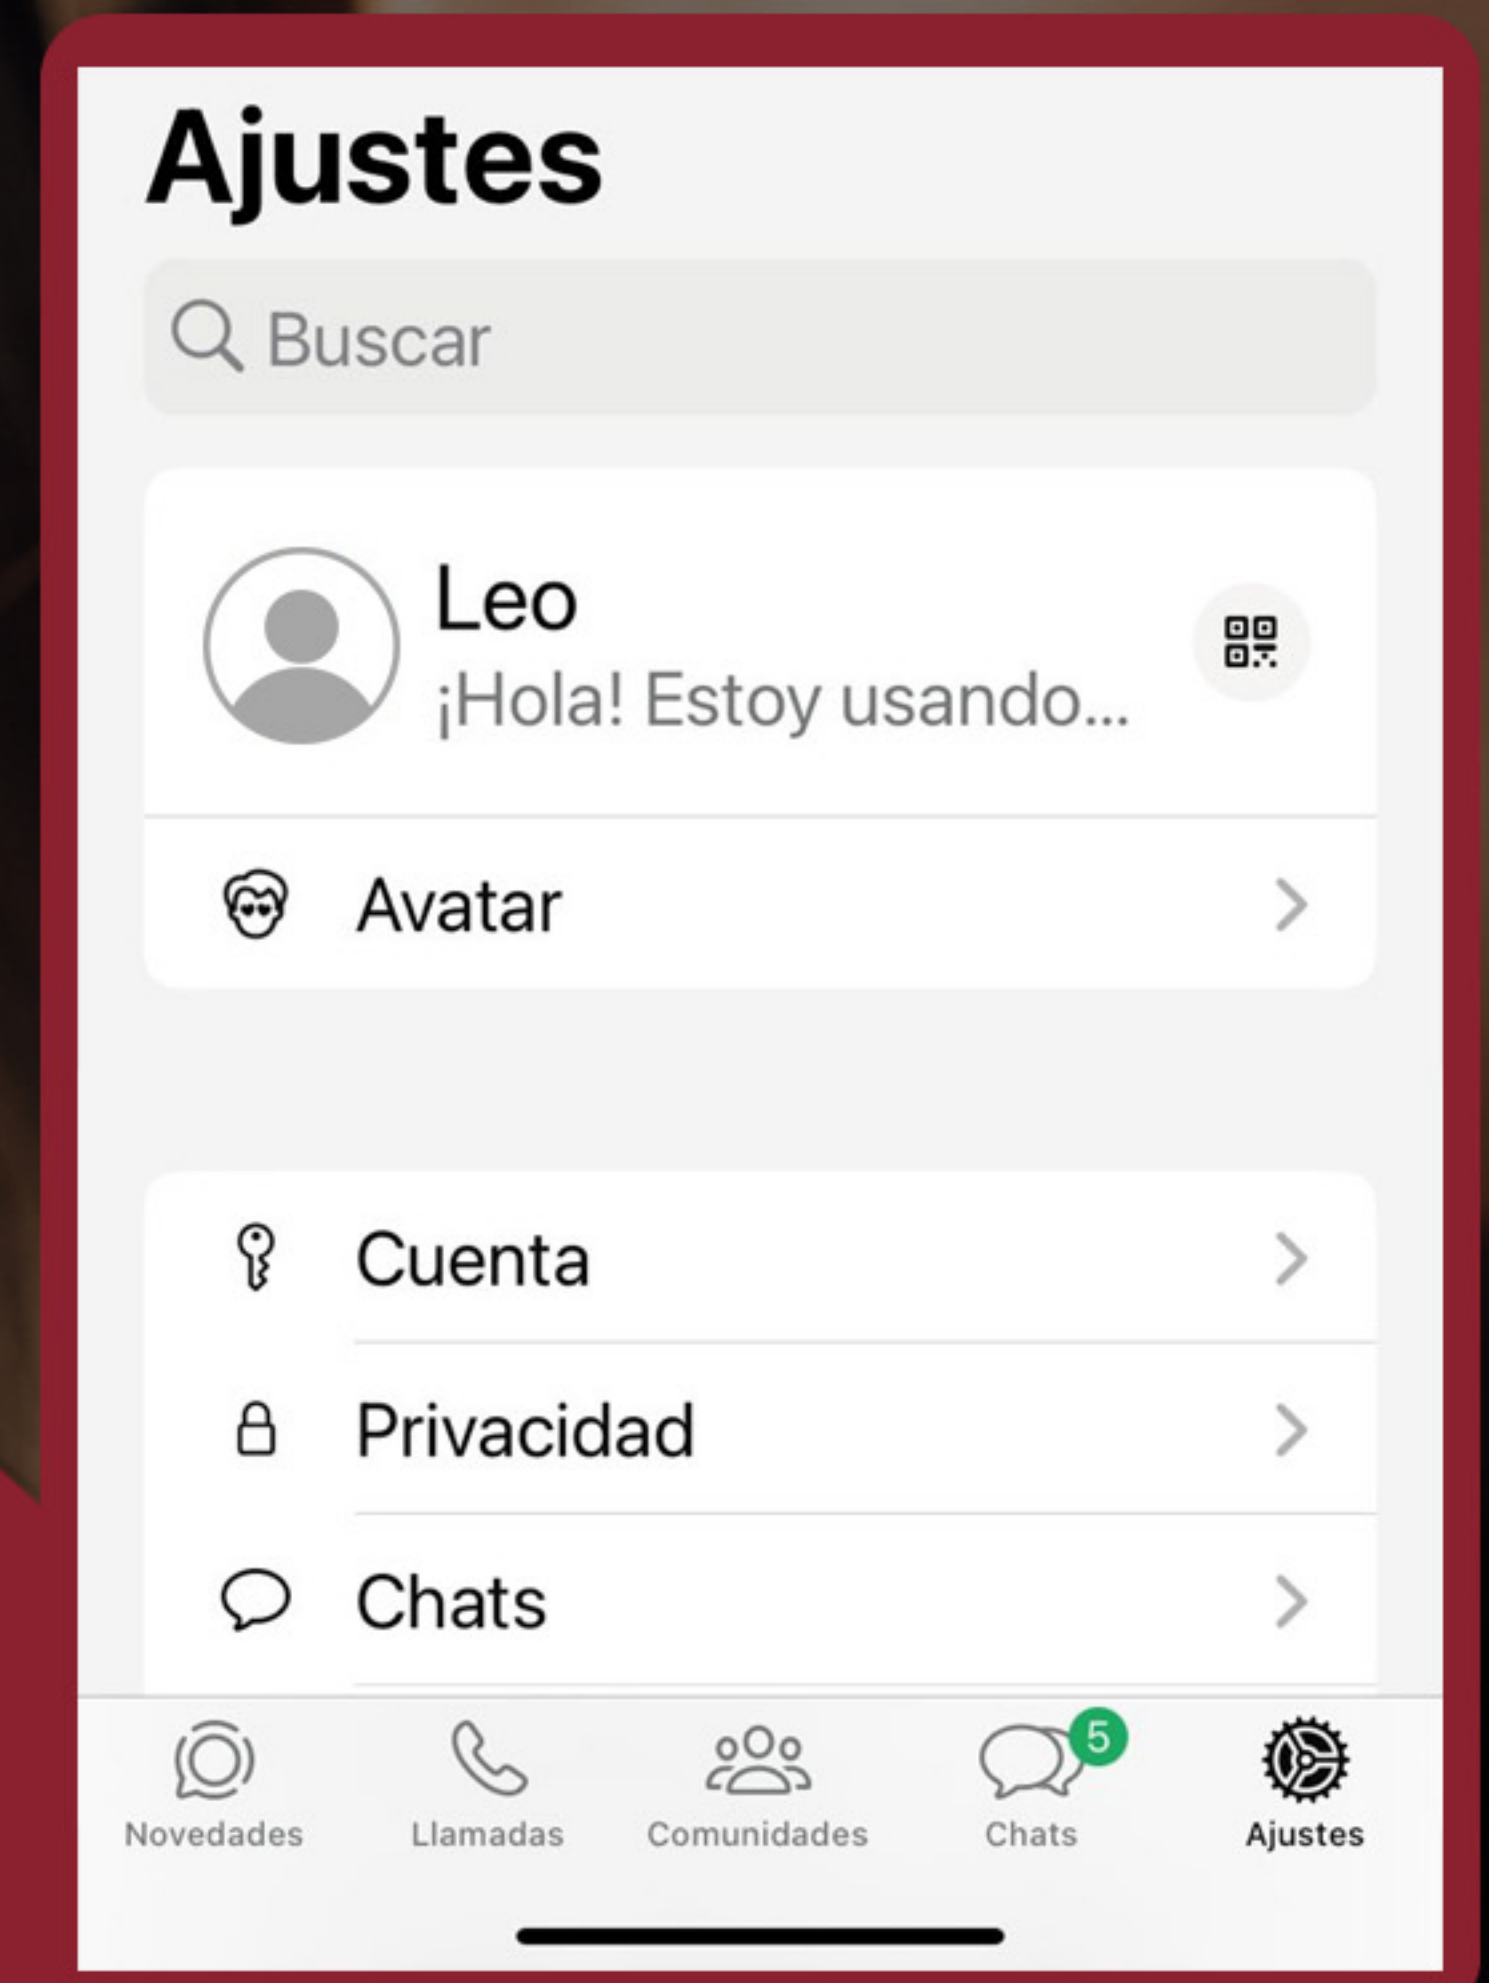 Ajustes
Buscar
Leo
¡Hola! Estoy usando...
Avatar
Cuenta
Privacidad
Chats
5
Novedades
Llamadas
Comunidades
Chats
Ajustes